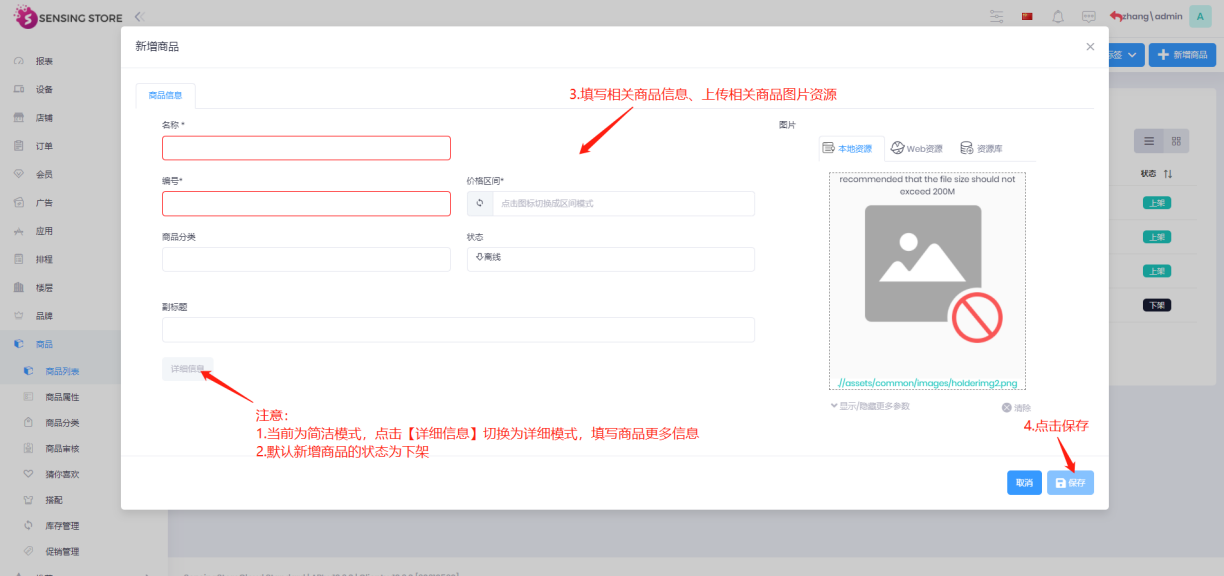 SENSING STORE
zhang\admin
A
新增商品
标签
新增商品
报表
设备
店铺
订单
会员
广告
应用
排程
楼层
品牌
商品
商品列表
商品属性
商品分类
商品审核
猜你喜欢
搭配
库存管理
促销管理
商品信息
3.填写相关商品信息、上传相关商品图片资源
名称 *
编号*
价格区间*
点击图标切换成区间模式
商品分类
状态
离线
副标题
详细信息
注意：
1.当前为简洁模式，点击【详细信息】切换为详细模式，填写商品更多信息
2.默认新增商品的状态为下架
图片
本地资源
Web资源
资源库
recommended that the file size should not
exceed 200M
.//assets/common/images/holderimg2.png
显示/隐藏更多参数
清除
4.点击保存
取消
保存
状态
上架
上架
上架
下架